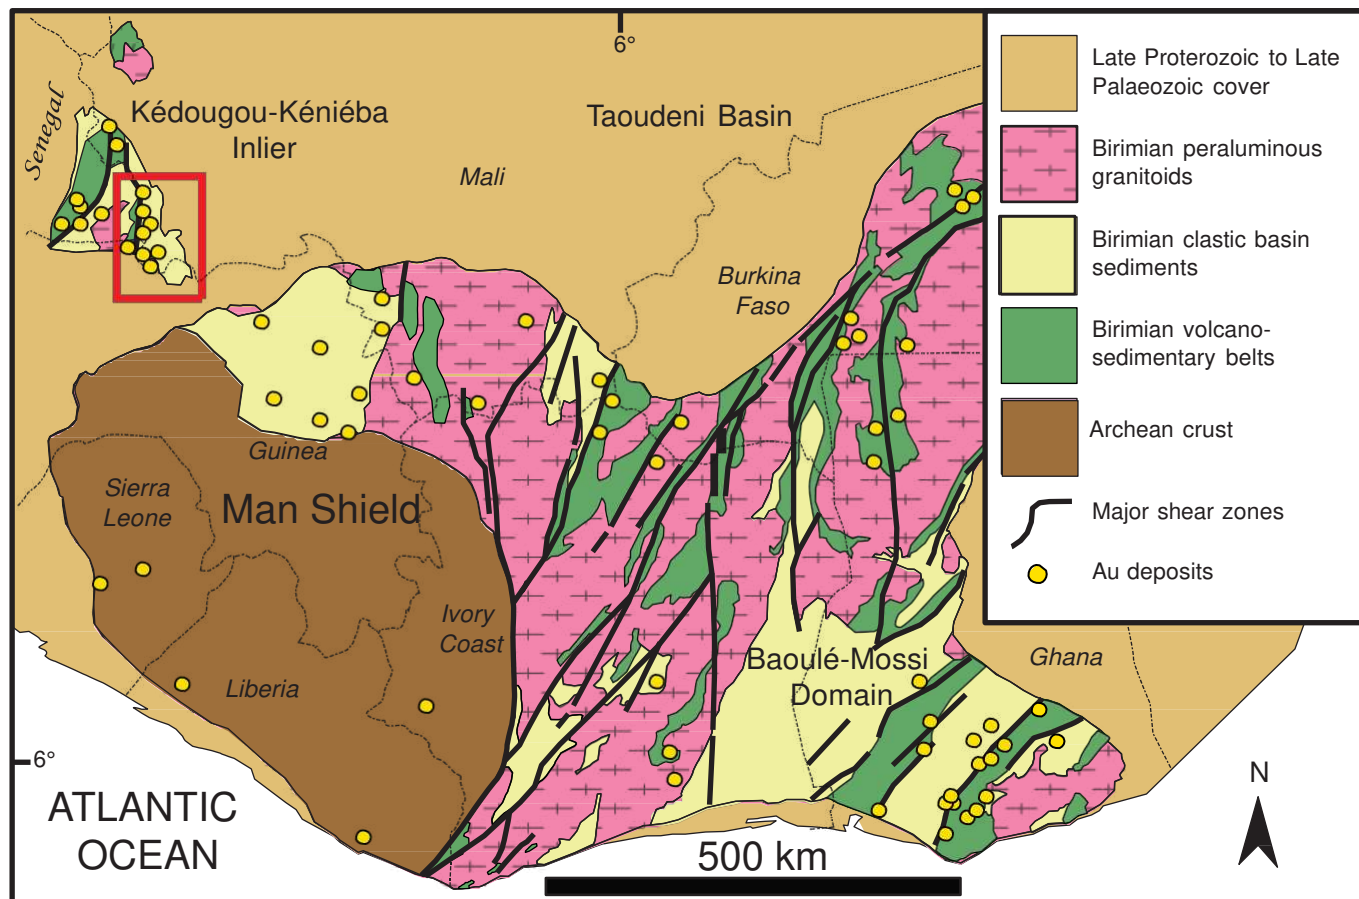 6°
Senegal
Kédougou-Kéniéba
Inlier
Taoudeni Basin
Mali
Burkina
Faso
Guinea
Sierra
Leone
Man Shield
Ivory
Coast
Liberia
Baoulé-Mossi
Domain
Ghana
6°
ATLANTIC
OCEAN
500 km
N
Late Proterozoic to Late
Palaeozoic cover
Birimian peraluminous
granitoids
Birimian clastic basin
sediments
Birimian volcano-
sedimentary belts
Archean crust
Major shear zones
Au deposits